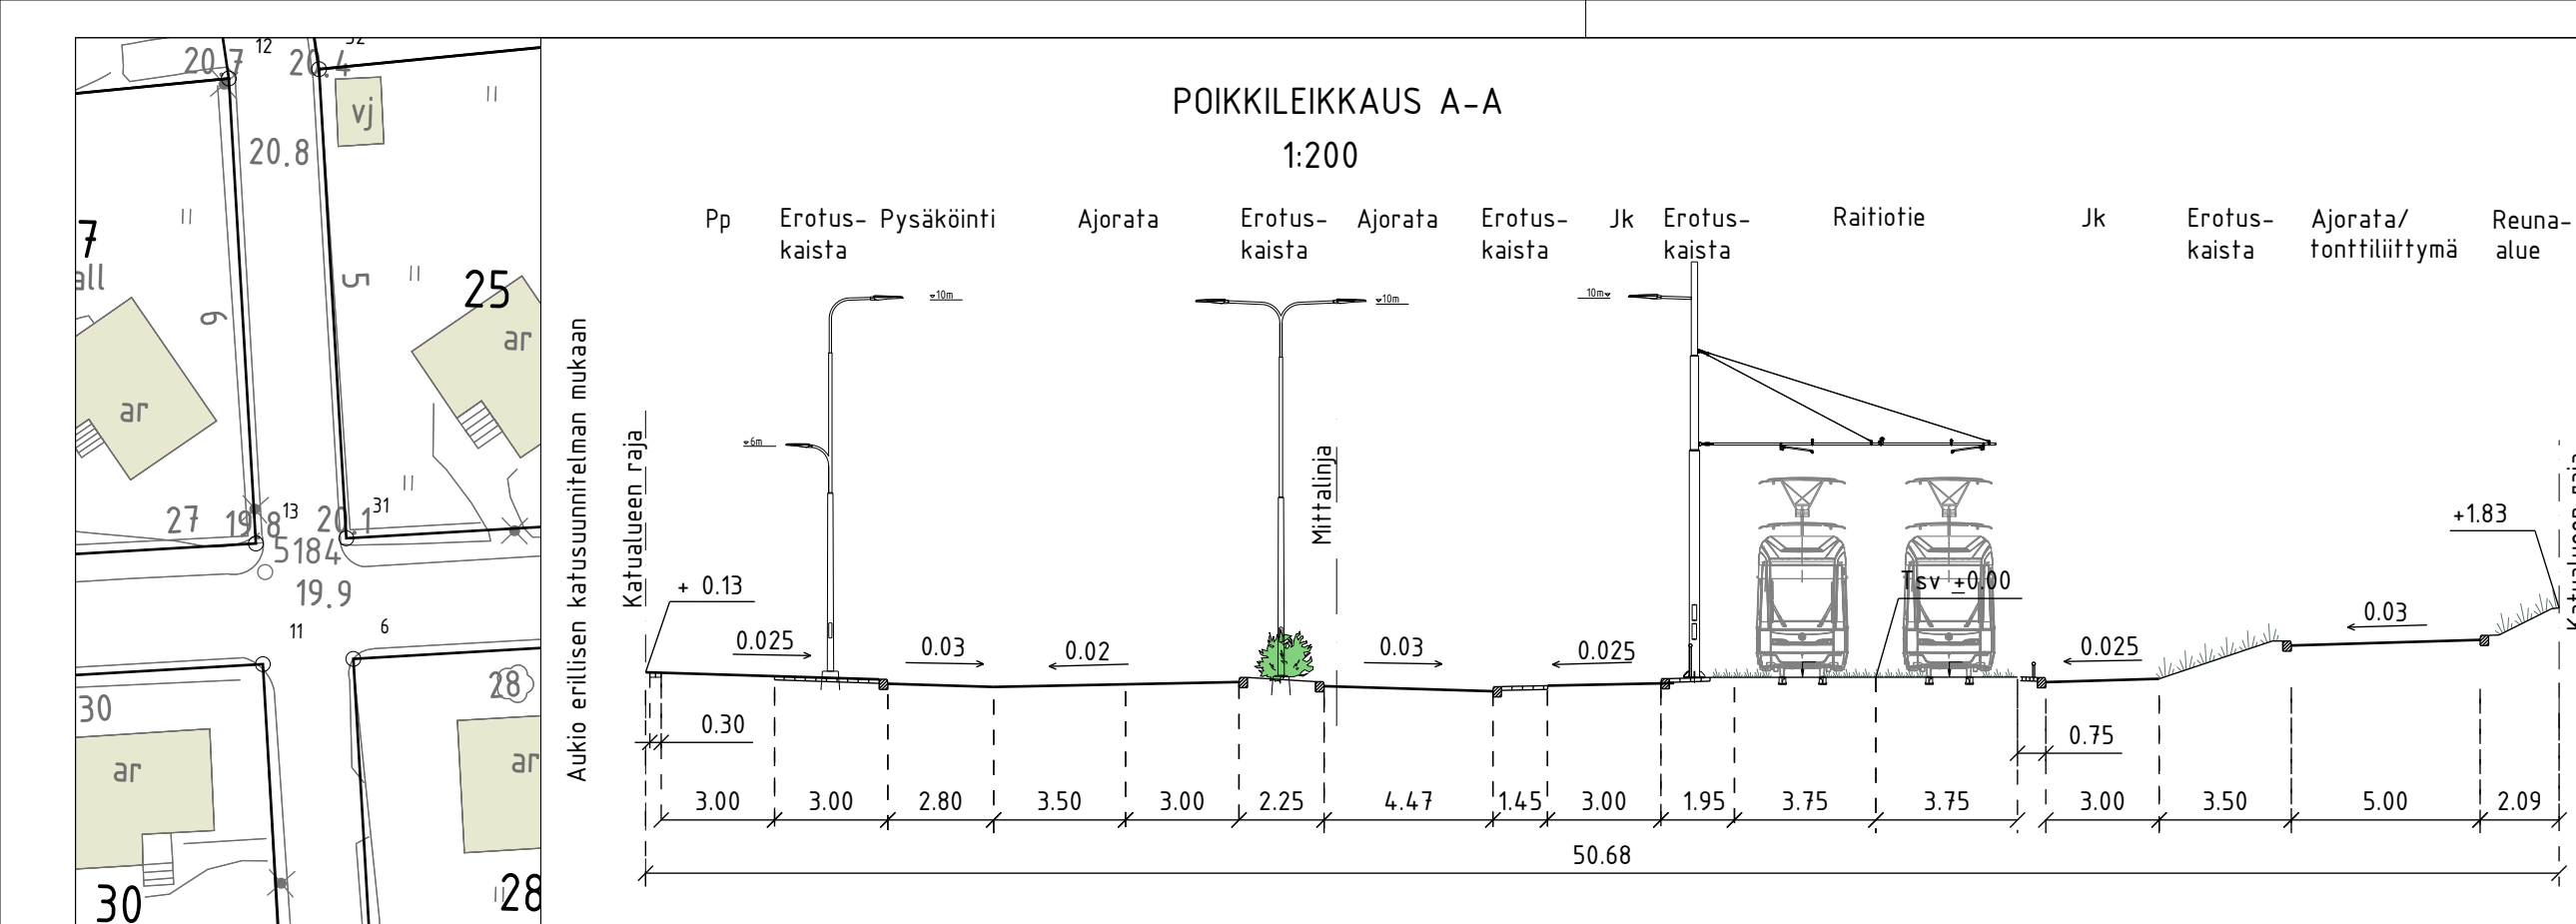 POIKKILEIKKAUS A-A
1:200
Pp
Erotus-
kaista
Pysäköinti
Ajorata
Erotus-
kaista
Ajorata
Erotus-
kaista
Jk
Erotus-
kaista
Raitiotie
Jk
Erotus-
kaista
Ajorata/
tonttiliittymä
Reuna-
alue
10m
10m
10m
6m
Aukio erillisen katusuunnitelman mukaan
Katualueen raja
Mittalinja
Katualueen raja
+ 0.13
Tsv ±0.00
+1.83
0.025
0.03
0.02
0.03
0.025
0.025
0.03
0.30
0.75
3.00
3.00
2.80
3.50
3.00
2.25
4.47
1.45
3.00
1.95
3.75
3.75
3.00
3.50
5.00
2.09
50.68
20.7
12
20.4
vj
20.8
7
all
5
6
25
ar
ar
27
19.8
13
20.1
31
5184
19.9
11
6
28
30
ar
ar
30
28